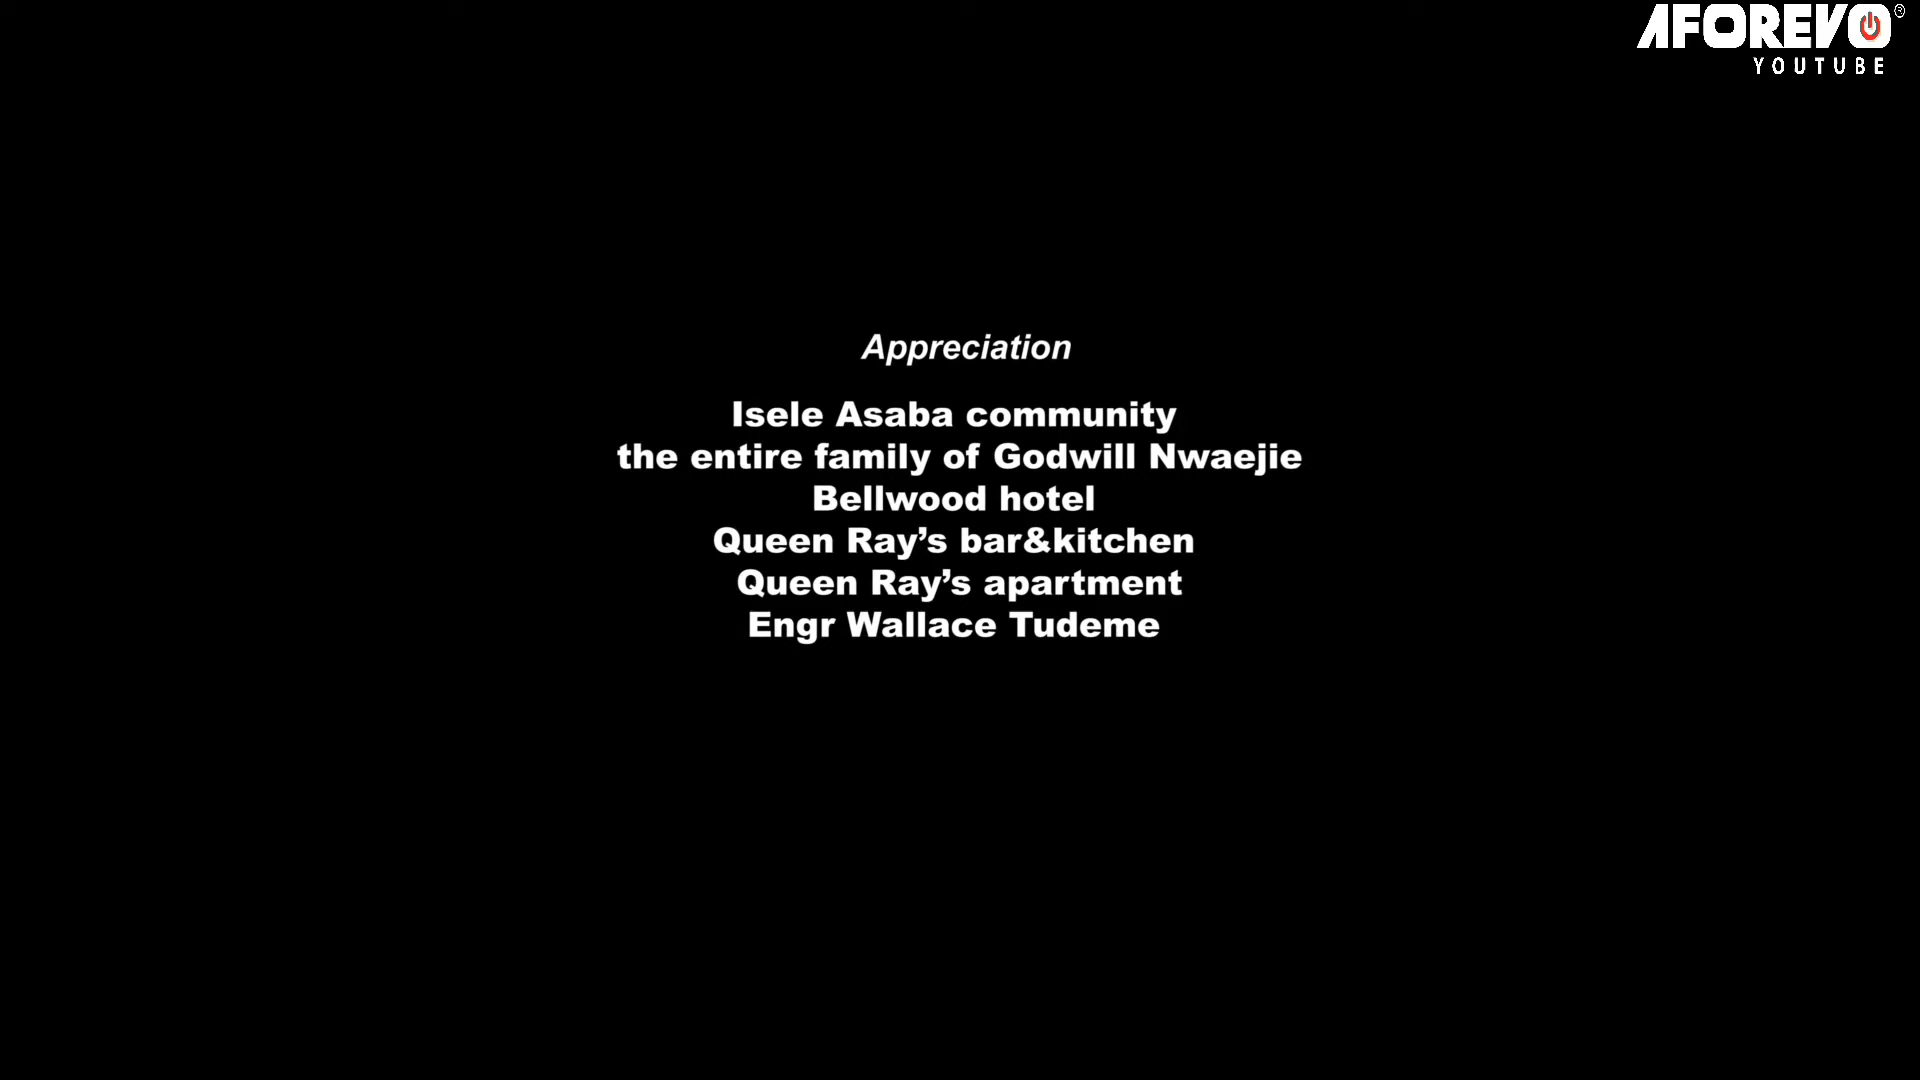 AFOREVO®
YOUTUBE
Appreciation
Isele Asaba community
the entire family of Godwill Nwaejie
Bellwood hotel
Queen Ray’s bar&kitchen
Queen Ray’s apartment
Engr Wallace Tudeme